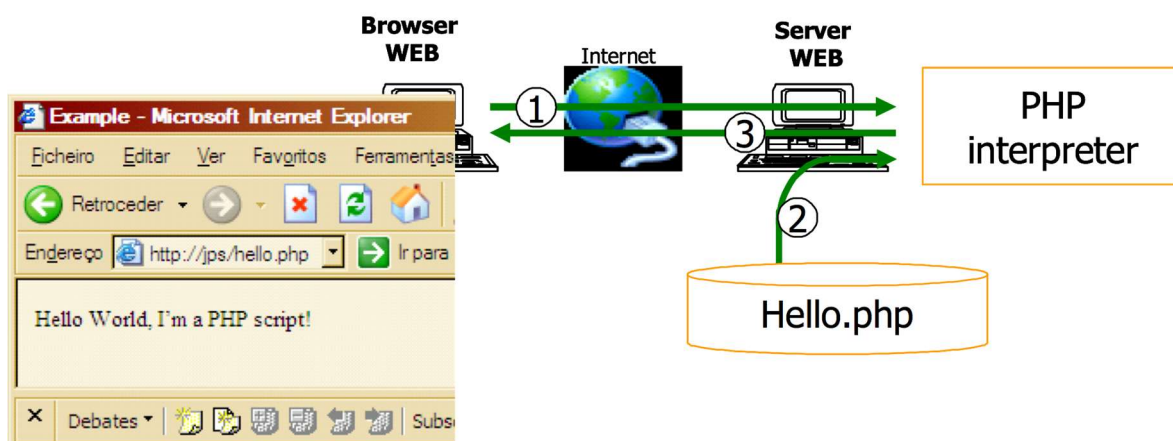 Browser
WEB
Server
WEB
Internet
1
3
2
PHP
interpreter
Hello.php
Example - Microsoft Internet Explorer
Ficheiro Editar Ver Favoritos Ferramentas
Retroceder
Endereço http://jps/hello.php Ir para
Hello World, I'm a PHP script!
Debates